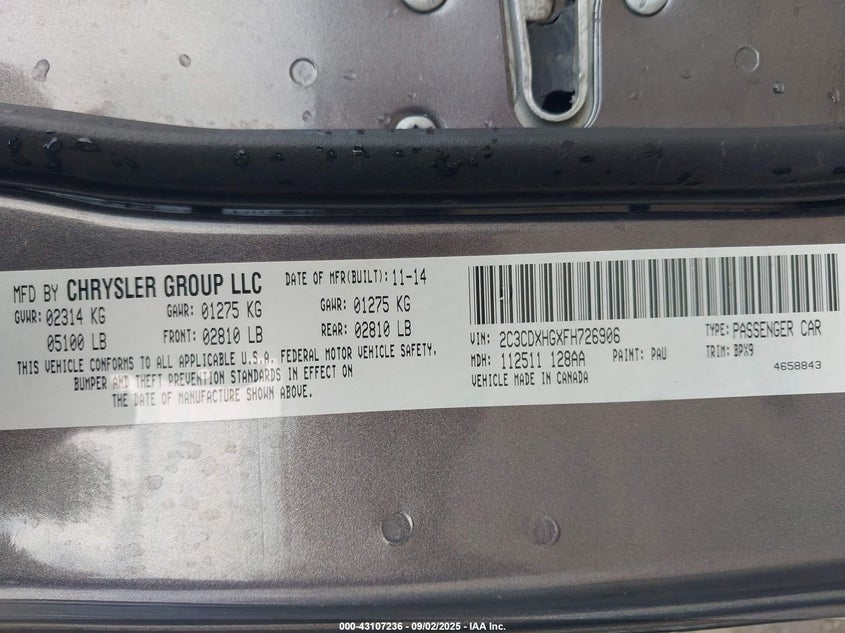 MFD BY CHRYSLER GROUP LLC
DATE OF MFR(BUILT): 11-14
GVWR: 02314 KG
GAWR: 01275 KG
GAWR: 01275 KG
05100 LB
FRONT: 02810 LB
REAR: 02810 LB
THIS VEHICLE CONFORMS TO ALL APPLICABLE U.S.A. FEDERAL MOTOR VEHICLE SAFETY,
BUMPER AND THEFT PREVENTION STANDARDS IN EFFECT ON
THE DATE OF MANUFACTURE SHOWN ABOVE.
VIN: 2C3CDXHGXFH726906
TYPE: PASSENGER CAR
MDH: 112511 128AA
PAINT: PAU
TRIM: BPX9
VEHICLE MADE IN CANADA
4658843
000-43107236 - 09/02/2025 - IAA Inc.